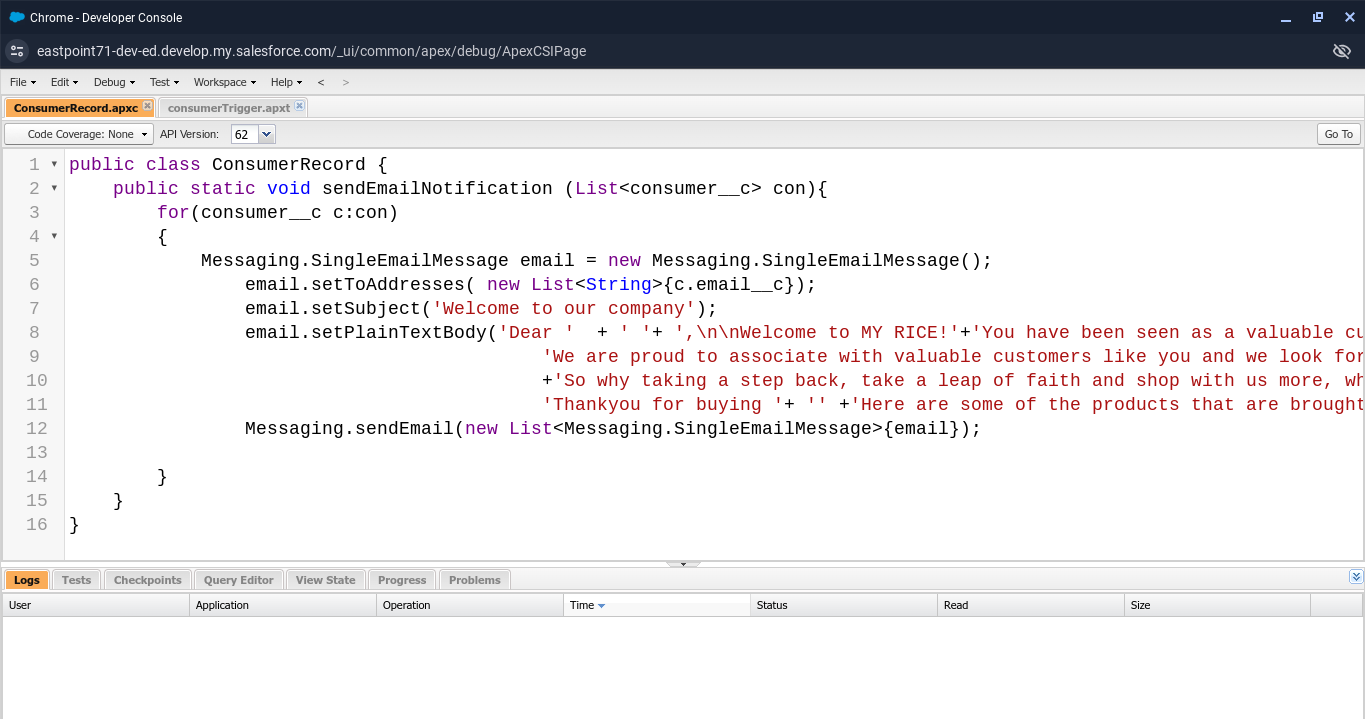 Chrome - Developer Console
eastpoint71-dev-ed.develop.my.salesforce.com/_ui/common/apex/debug/ApexCSIPage
File Edit Debug Test Workspace Help < >
ConsumerRecord.apxc consumerTrigger.apxt
Code Coverage: None API Version: 62 Go To
1 public class ConsumerRecord {
2 public static void sendEmailNotification (List<consumer__c> con){
3 for(consumer__c c:con)
4 {
5 Messaging.SingleEmailMessage email = new Messaging.SingleEmailMessage();
6 email.setToAddresses( new List<String>{c.email__c});
7 email.setSubject('Welcome to our company');
8 email.setPlainTextBody('Dear '  + ' '+ ',\n\nWelcome to MY RICE!'+'You have been seen as a valuable cu
9 'We are proud to associate with valuable customers like you and we look for
10 +'So why taking a step back, take a leap of faith and shop with us more, wh
11 'Thankyou for buying '+ '' +'Here are some of the products that are brought
12 Messaging.sendEmail(new List<Messaging.SingleEmailMessage>{email});
13
14 }
15 }
16 }
Logs Tests Checkpoints Query Editor View State Progress Problems
User Application Operation Time Status Read Size